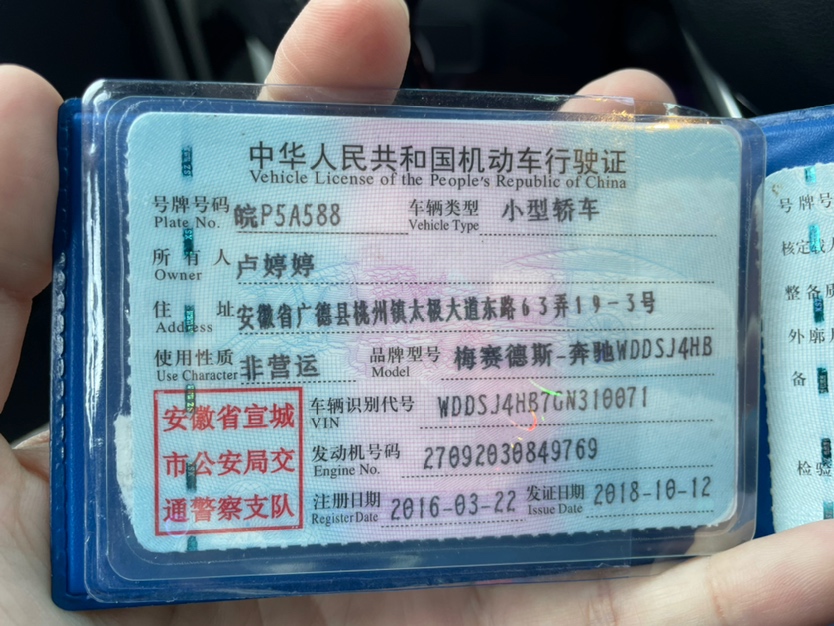 中华人民共和国机动车行驶证
Vehicle License of the People's Republic of China
号牌号码 皖P5A588 车辆类型 小型轿车
Plate No. Vehicle Type
所有人 卢婷婷
Owner
住址 安徽省广德县桃州镇太极大道东路63弄19-3号
Address
使用性质 非营运 品牌型号 梅赛德斯-奔驰WDDSJ4HB
Use Character Model
安徽省宣城
市公安局交
通警察支队
车辆识别代号 WDDSJ4HB7GN310071
VIN
发动机号码 27092030849769
Engine No.
注册日期 2016-03-22 发证日期 2018-10-12
Register Date Issue Date
号牌号
核定载人
整备质
外廓尺
备
检验